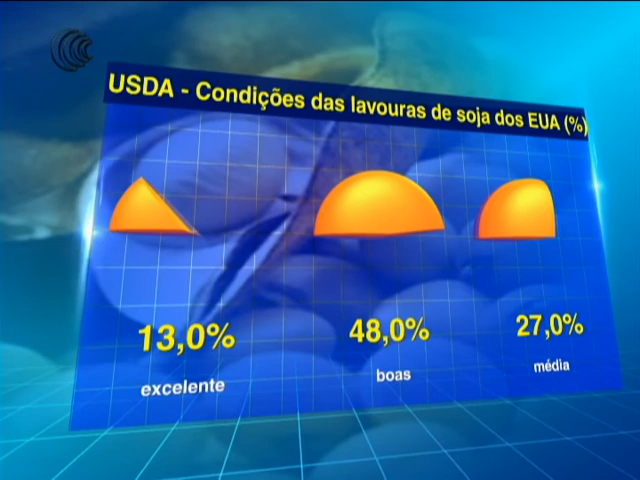 USDA - Condições das lavouras de soja dos EUA (%)
13,0% 48,0% 27,0%
excelente boas média